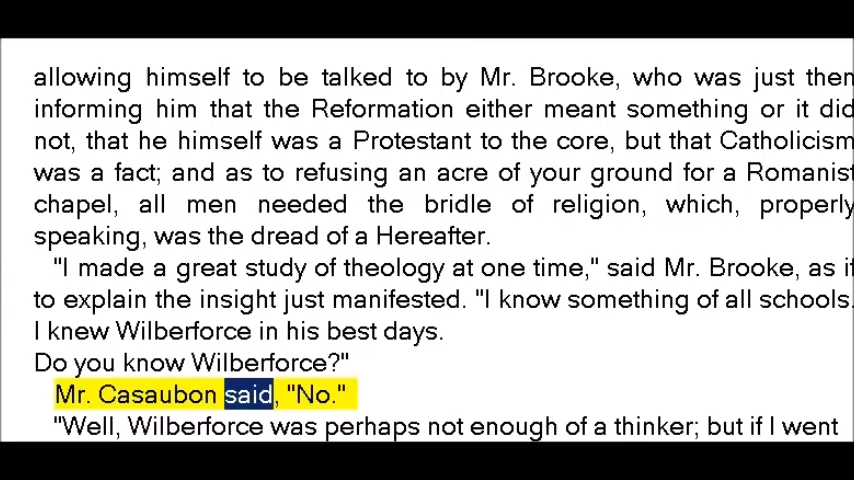 allowing himself to be talked to by Mr. Brooke, who was just then
informing him that the Reformation either meant something or it did
not, that he himself was a Protestant to the core, but that Catholicism
was a fact; and as to refusing an acre of your ground for a Romanist
chapel, all men needed the bridle of religion, which, properly
speaking, was the dread of a Hereafter.
"I made a great study of theology at one time," said Mr. Brooke, as if
to explain the insight just manifested. "I know something of all schools.
I knew Wilberforce in his best days.
Do you know Wilberforce?"
Mr. Casaubon said, "No."
"Well, Wilberforce was perhaps not enough of a thinker; but if I went